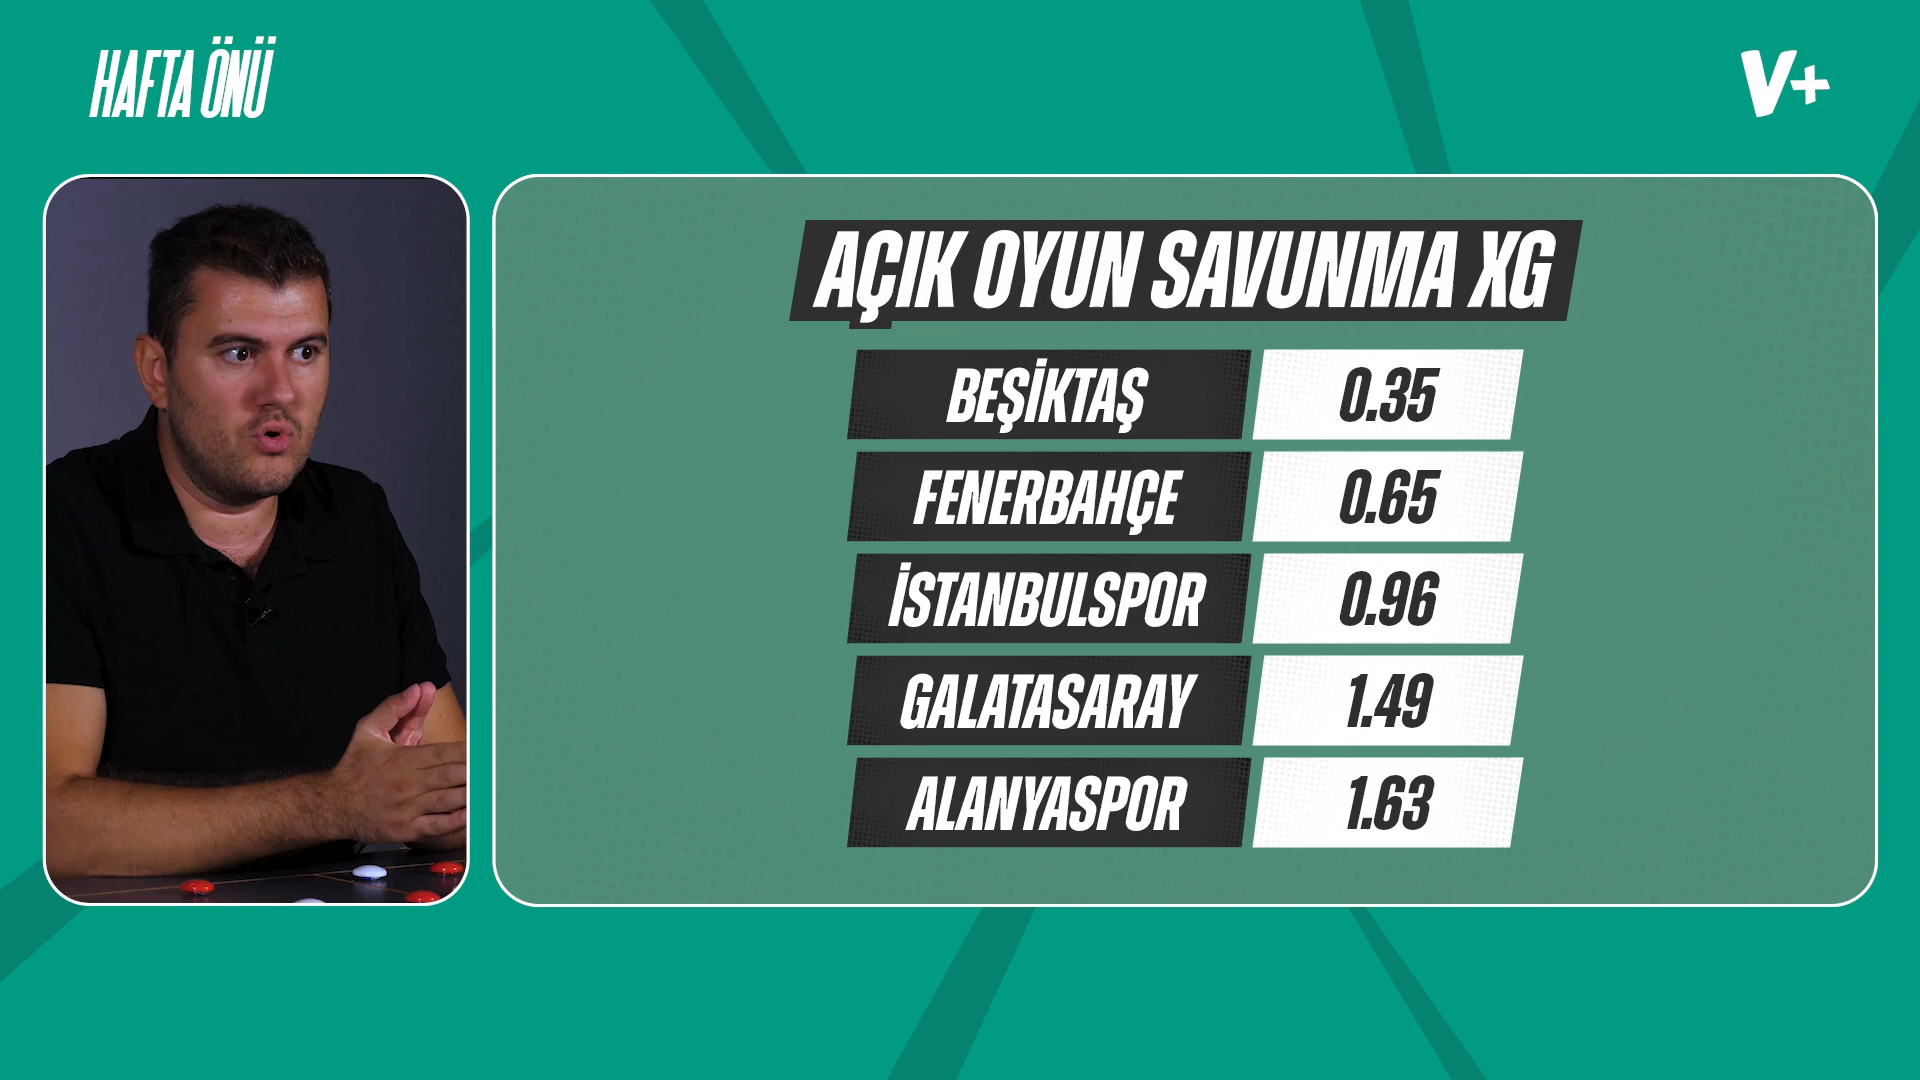 HAFTA ÖNÜ
V+
AÇIK OYUN SAVUNMA XG
BEŞİKTAŞ 0.35
FENERBAHÇE 0.65
İSTANBULSPOR 0.96
GALATASARAY 1.49
ALANYASPOR 1.63